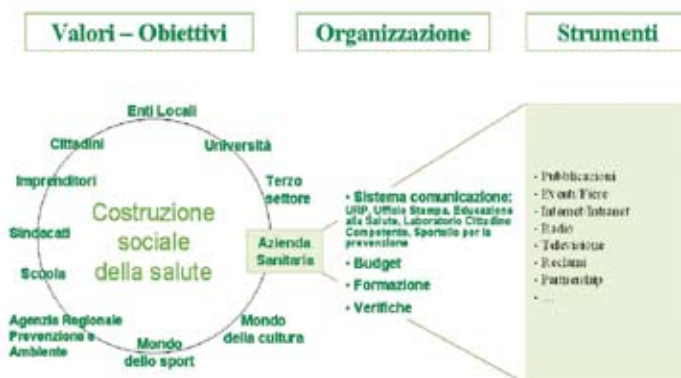 Valori – Obiettivi
Organizzazione
Strumenti
Enti Locali
Cittadini
Università
Imprenditori
Terzo
settore
Costruzione
sociale
della salute
Sindacati
Azienda
Sanitaria
Scuola
Agenzia Regionale
Prevenzione e
Ambiente
Mondo
dello sport
Mondo
della cultura
• Sistema comunicazione:
URP, Ufficio Stampa, Educazione
alla Salute, Laboratorio Cittadino
Competente, Sportello per la
prevenzione
• Budget
• Formazione
• Verifiche
• Pubblicazioni
• Eventi/Fiere
• Internet/Intranet
• Radio
• Televisione
• Reclami
• Partnership
• ...